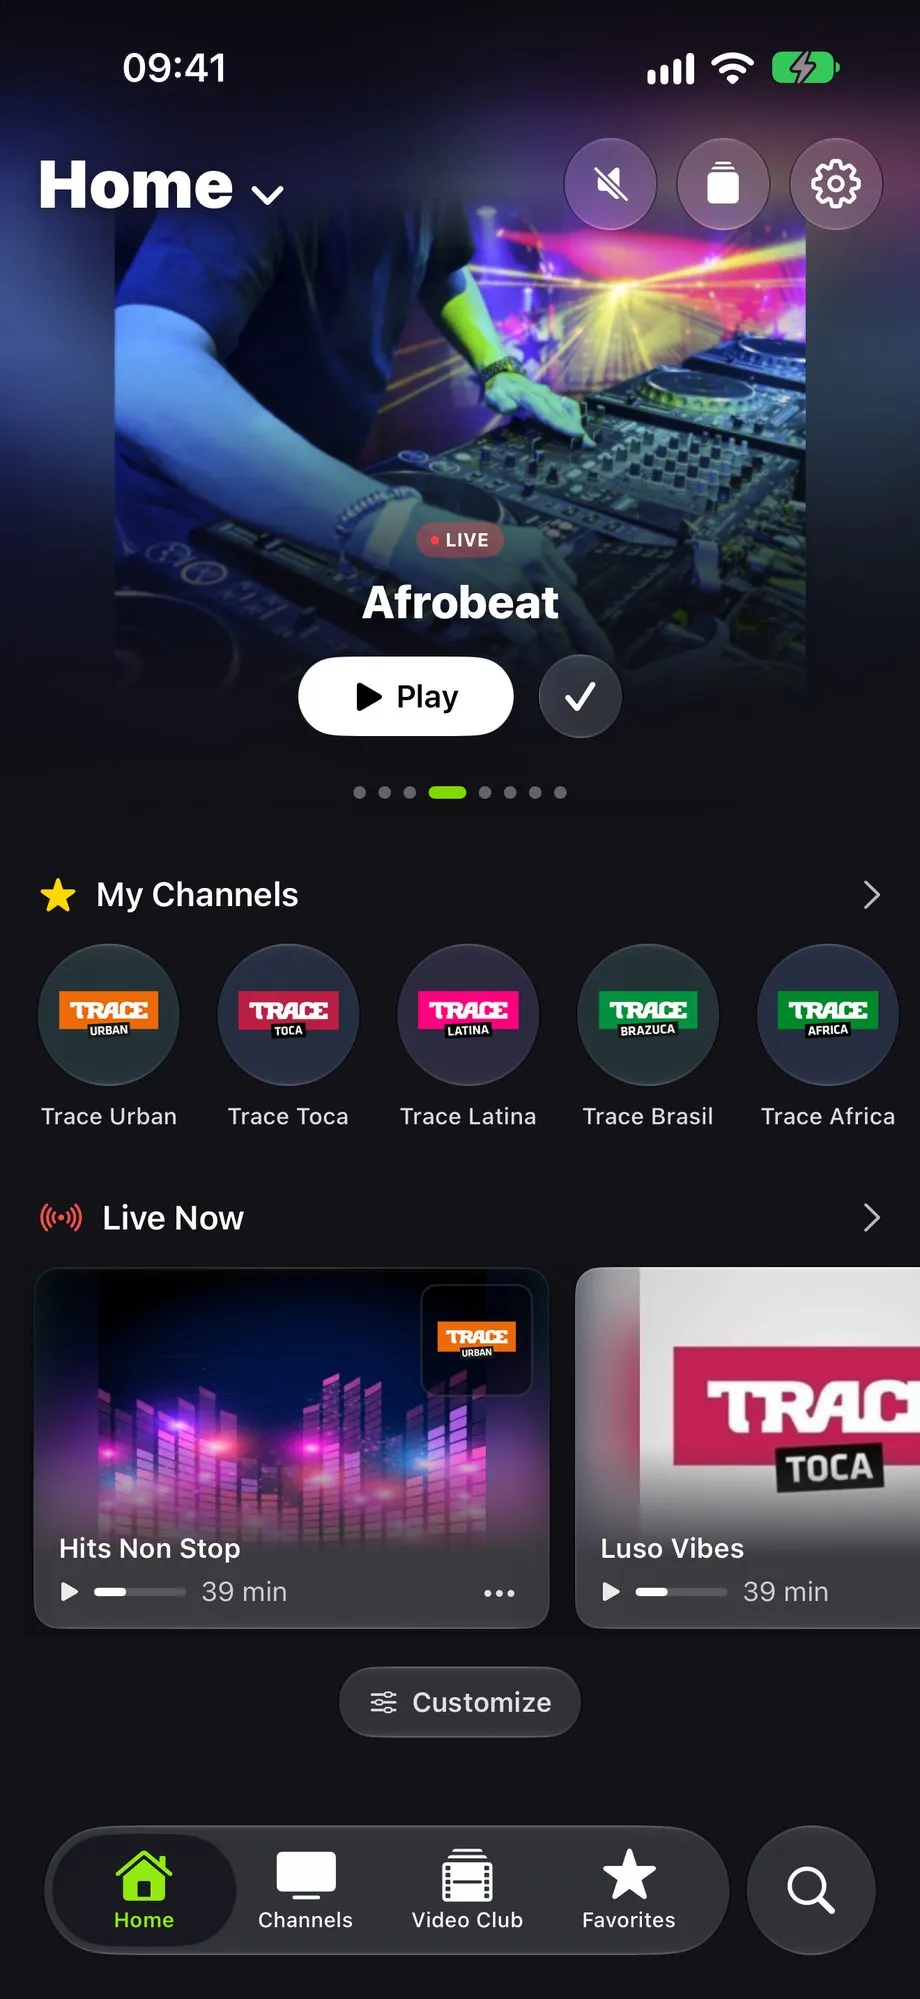 09:41
Home
LIVE
Afrobeat
Play
My Channels
TRACE
URBAN
TRACE
TOCA
TRACE
LATINA
TRACE
BRAZUCA
TRACE
AFRICA
Trace Urban
Trace Toca
Trace Latina
Trace Brasil
Trace Africa
Live Now
TRACE
URBAN
Hits Non Stop
39 min
TRAC
TOCA
Luso Vibes
39 min
Customize
Home
Channels
Video Club
Favorites